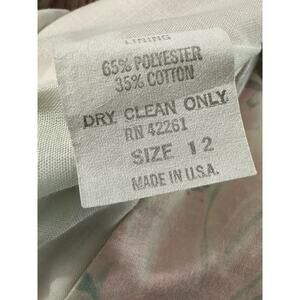 LINING
65% POLYESTER
35% COTTON
DRY CLEAN ONLY
RN 42261
SIZE 12
MADE IN U.S.A.